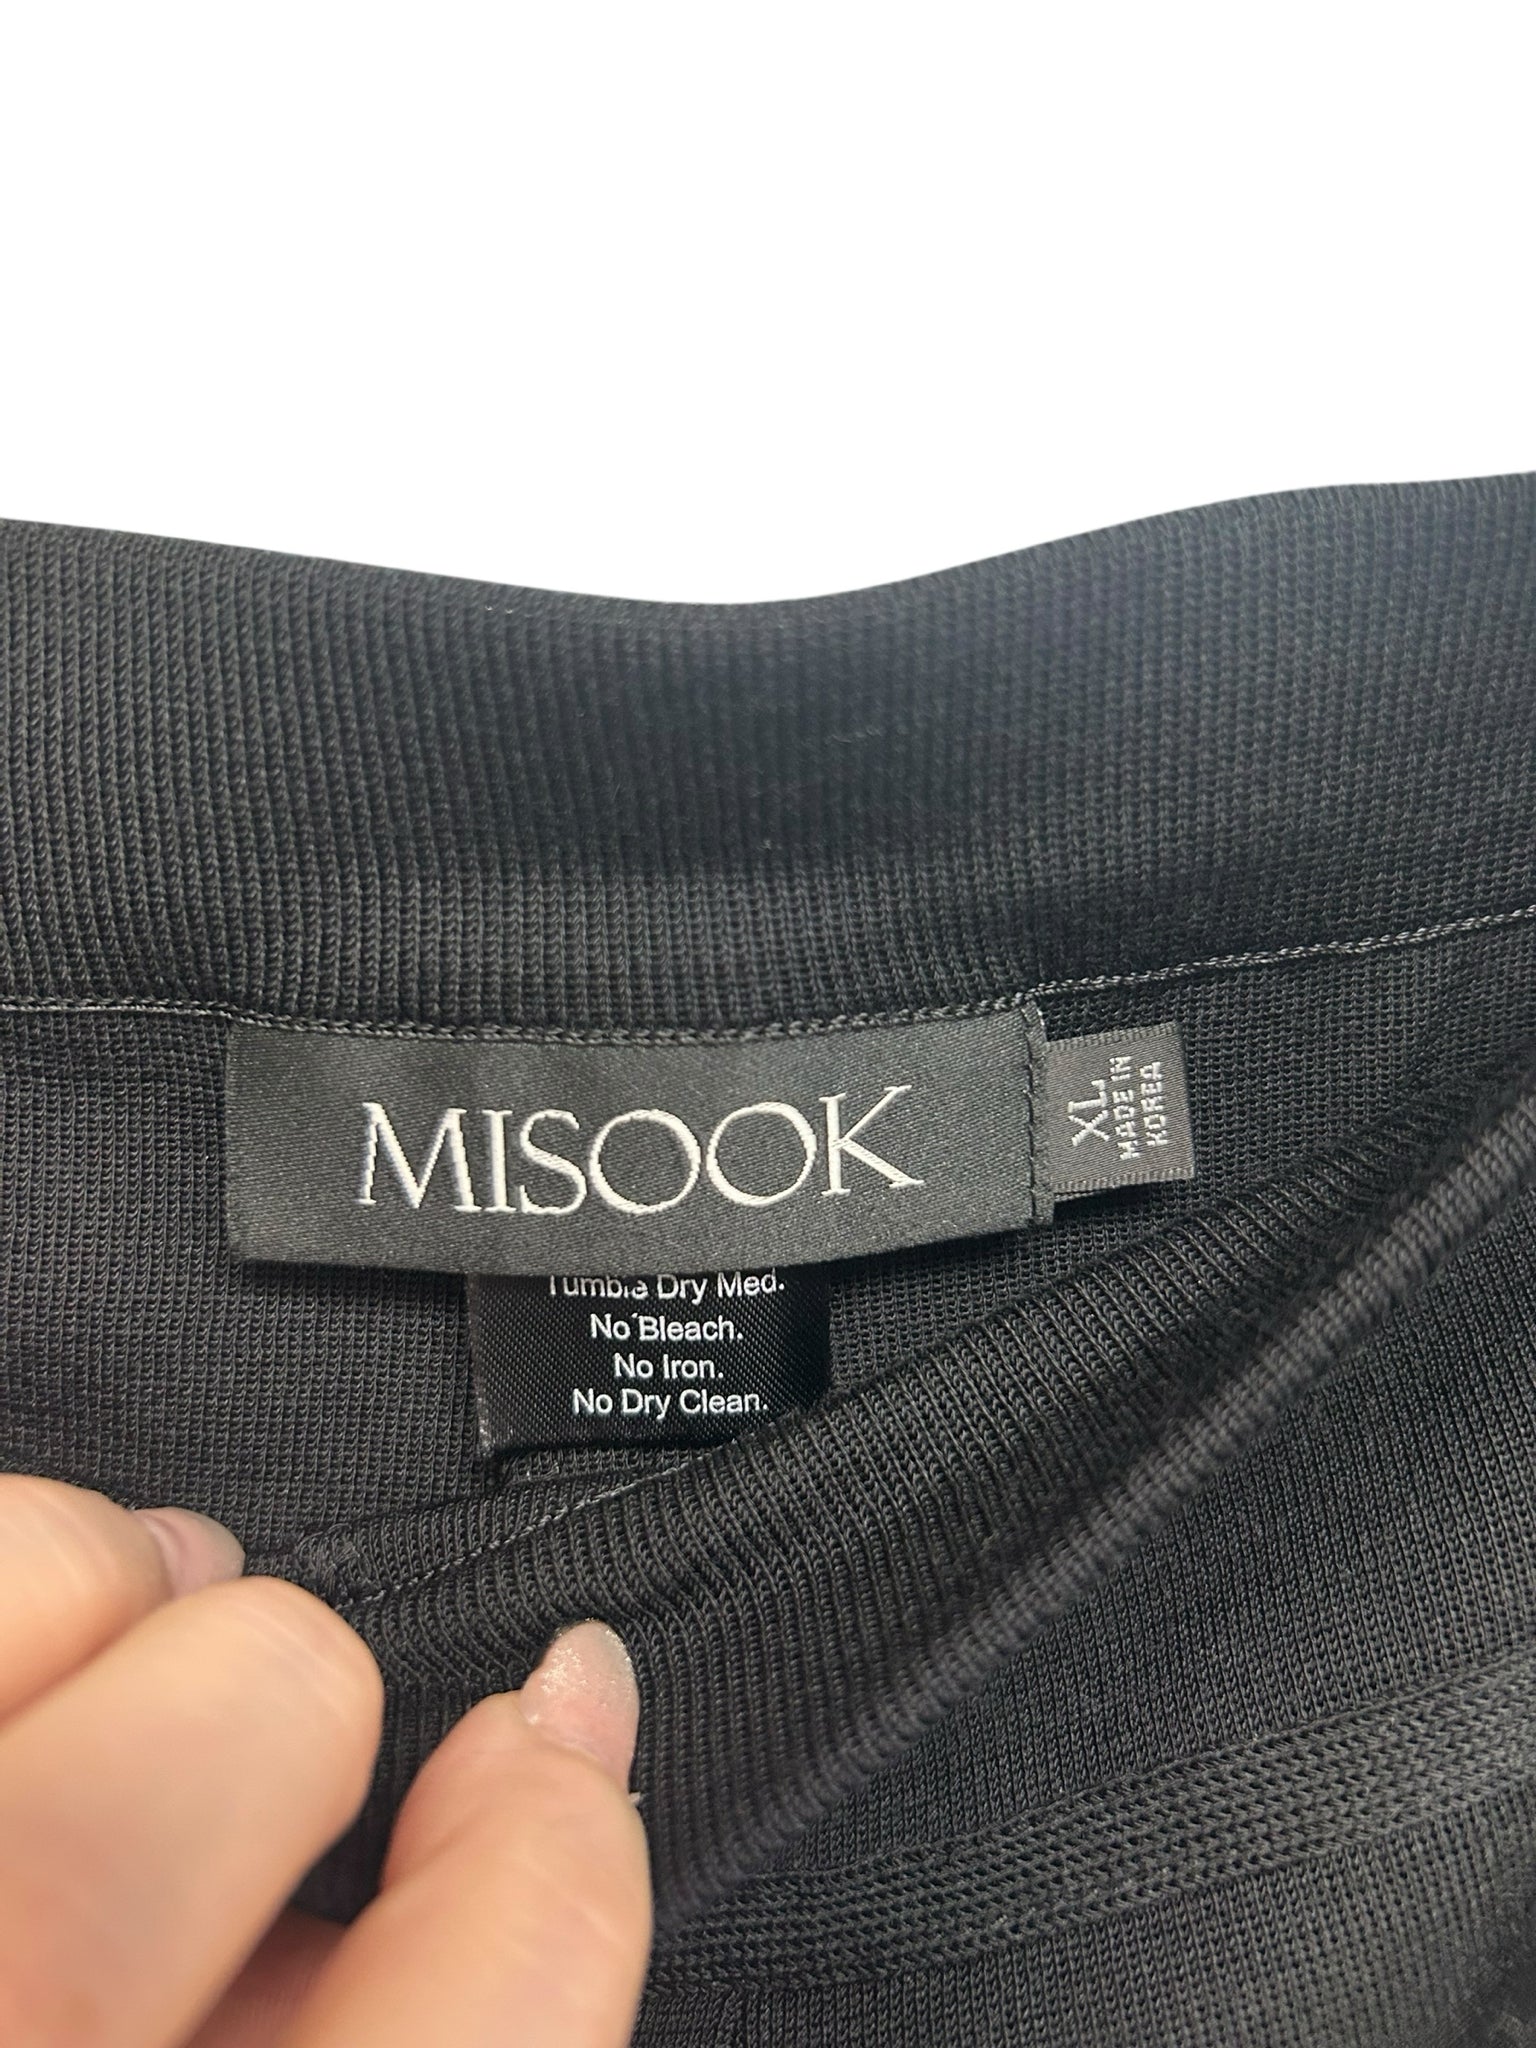 MISOOK
XL
MADE IN
KOREA
Tumble Dry Med.
No Bleach.
No Iron.
No Dry Clean.